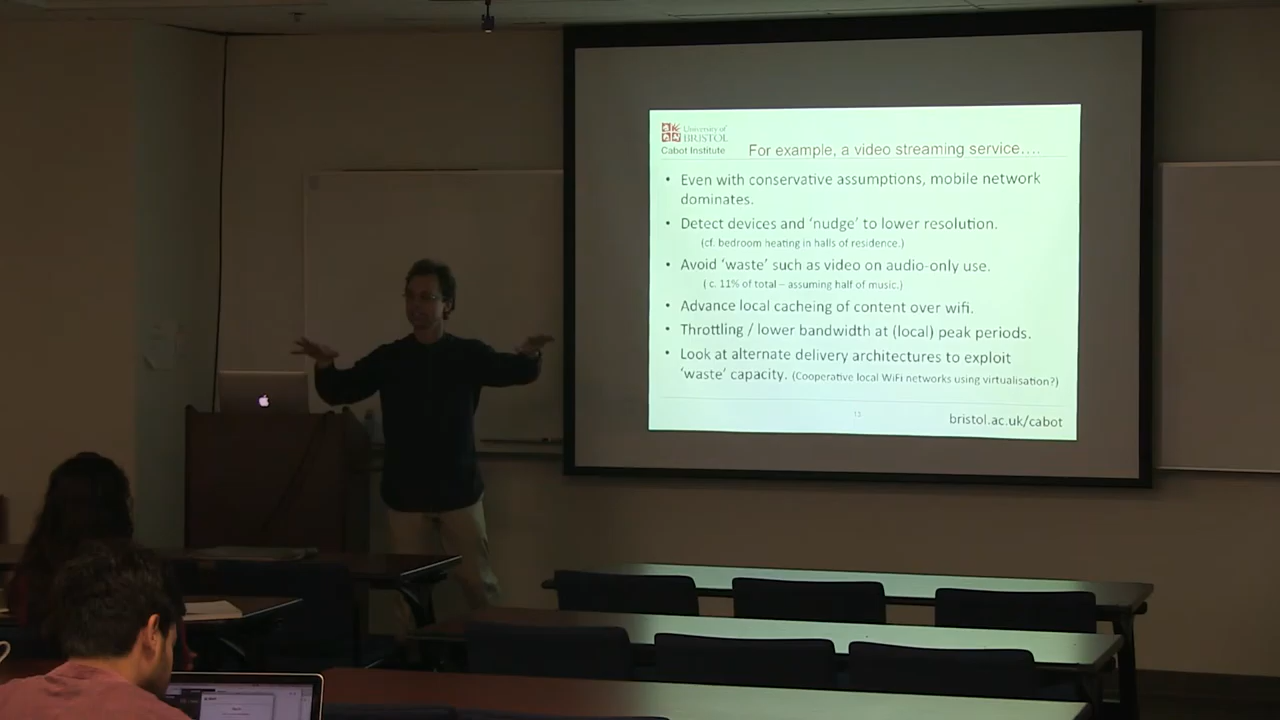 University of
BRISTOL
Cabot Institute
For example, a video streaming service….
• Even with conservative assumptions, mobile network
dominates.
• Detect devices and ‘nudge’ to lower resolution.
(cf. bedroom heating in halls of residence.)
• Avoid ‘waste’ such as video on audio-only use.
( c. 11% of total – assuming half of music.)
• Advance local cacheing of content over wifi.
• Throttling / lower bandwidth at (local) peak periods.
• Look at alternate delivery architectures to exploit
‘waste’ capacity. (Cooperative local WiFi networks using virtualisation?)
13
bristol.ac.uk/cabot